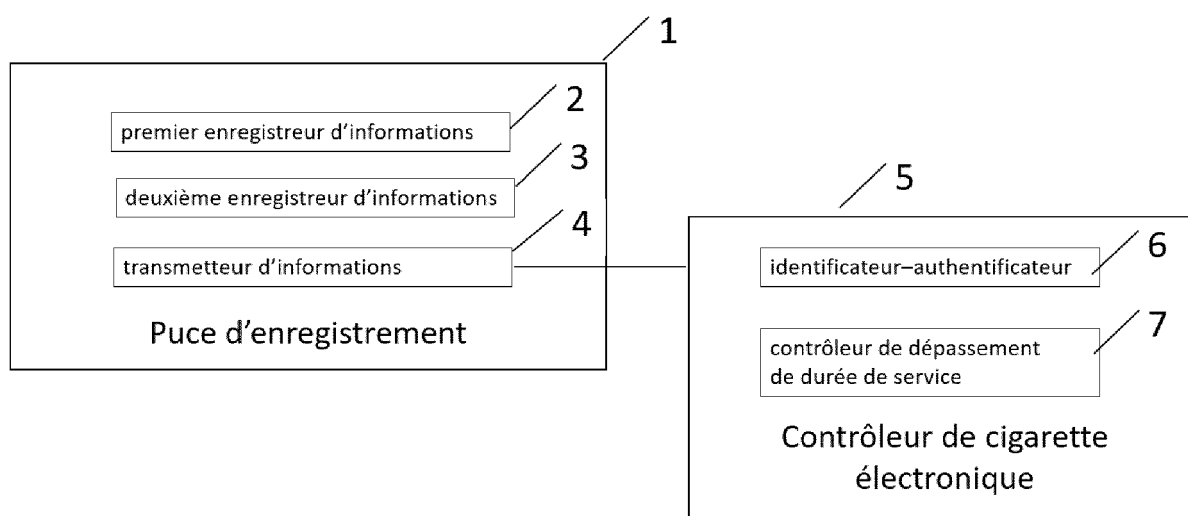 1
2
premier enregistreur d'informations
3
deuxième enregistreur d'informations
4
transmetteur d'informations
Puce d'enregistrement
5
6
identificateur–authentificateur
7
contrôleur de dépassement
de durée de service
Contrôleur de cigarette
électronique